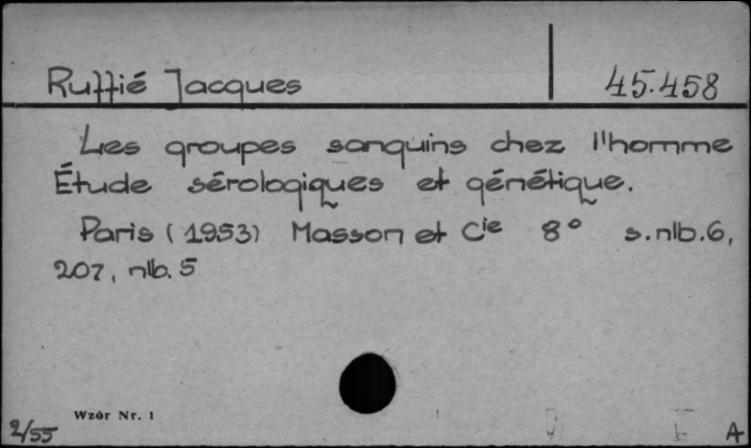 Ruffié Jacques 45.458
Les groupes sanguins chez l'homme
Étude sérologiques et génétique.
Paris (1953) Masson et Cie 8° s.nlb.6,
207, nlb. 5
Wzór Nr. 1
2/55 A